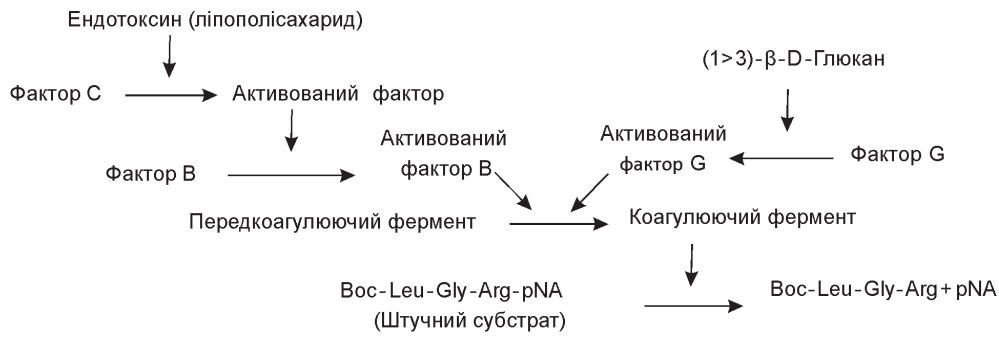 Ендотоксин (ліпополісахарид)
(1>3)-β-D-Глюкан
Фактор С
Активований фактор
Активований
фактор В
Активований
фактор G
Фактор G
Фактор В
Передкоагулюючий фермент
Коагулюючий фермент
Boc-Leu-Gly-Arg-pNA
(Штучний субстрат)
Boc-Leu-Gly-Arg+pNA